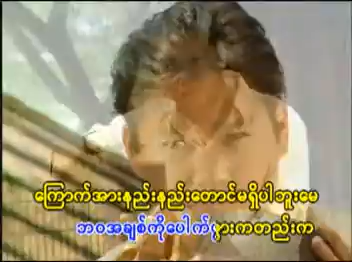 ကြောက်အားနည်းနည်းတောင်မရှိပါဘူးမေ
ဘဝအချစ်ကိုပေါက်ဖွားကတည်းက